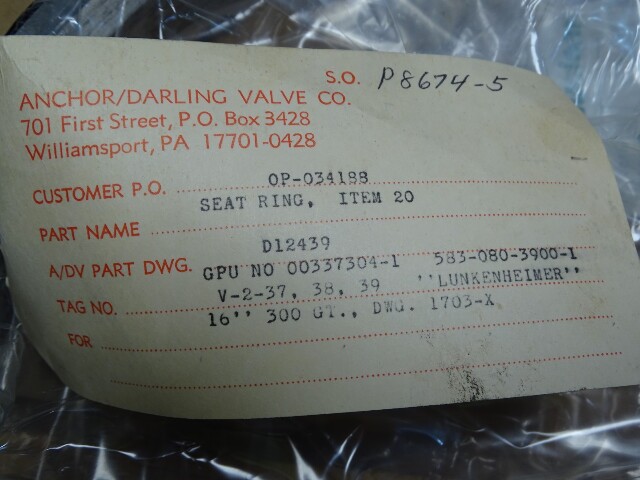 S.O. P8674-5
ANCHOR/DARLING VALVE CO.
701 First Street, P.O. Box 3428
Williamsport, PA 17701-0428
CUSTOMER P.O. OP-034188
PART NAME SEAT RING, ITEM 20
A/DV PART DWG. D12439
GPU NO 00337304-1 583-080-3900-1
TAG NO. V-2-37, 38, 39 "LUNKENHEIMER"
FOR 16'' 300 GT., DWG. 1703-X